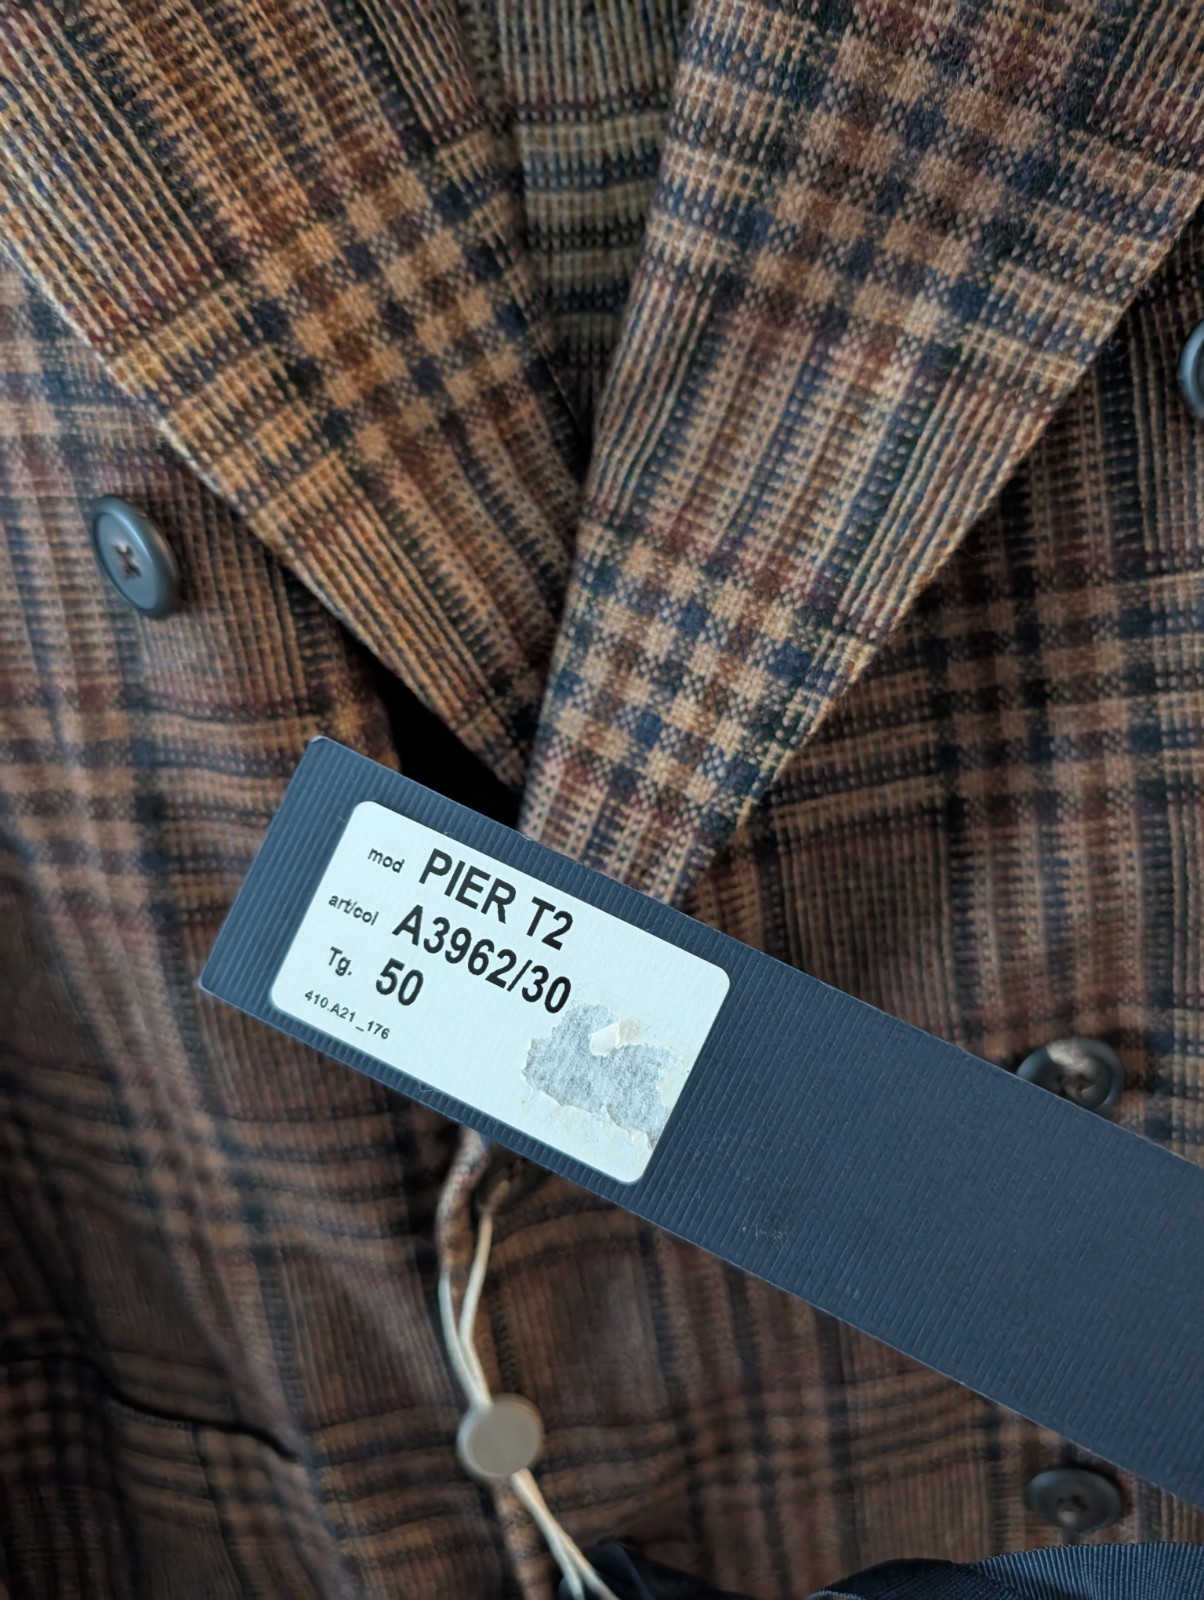 mod PIER T2
art/col A3962/30
Tg. 50
410.A21_176